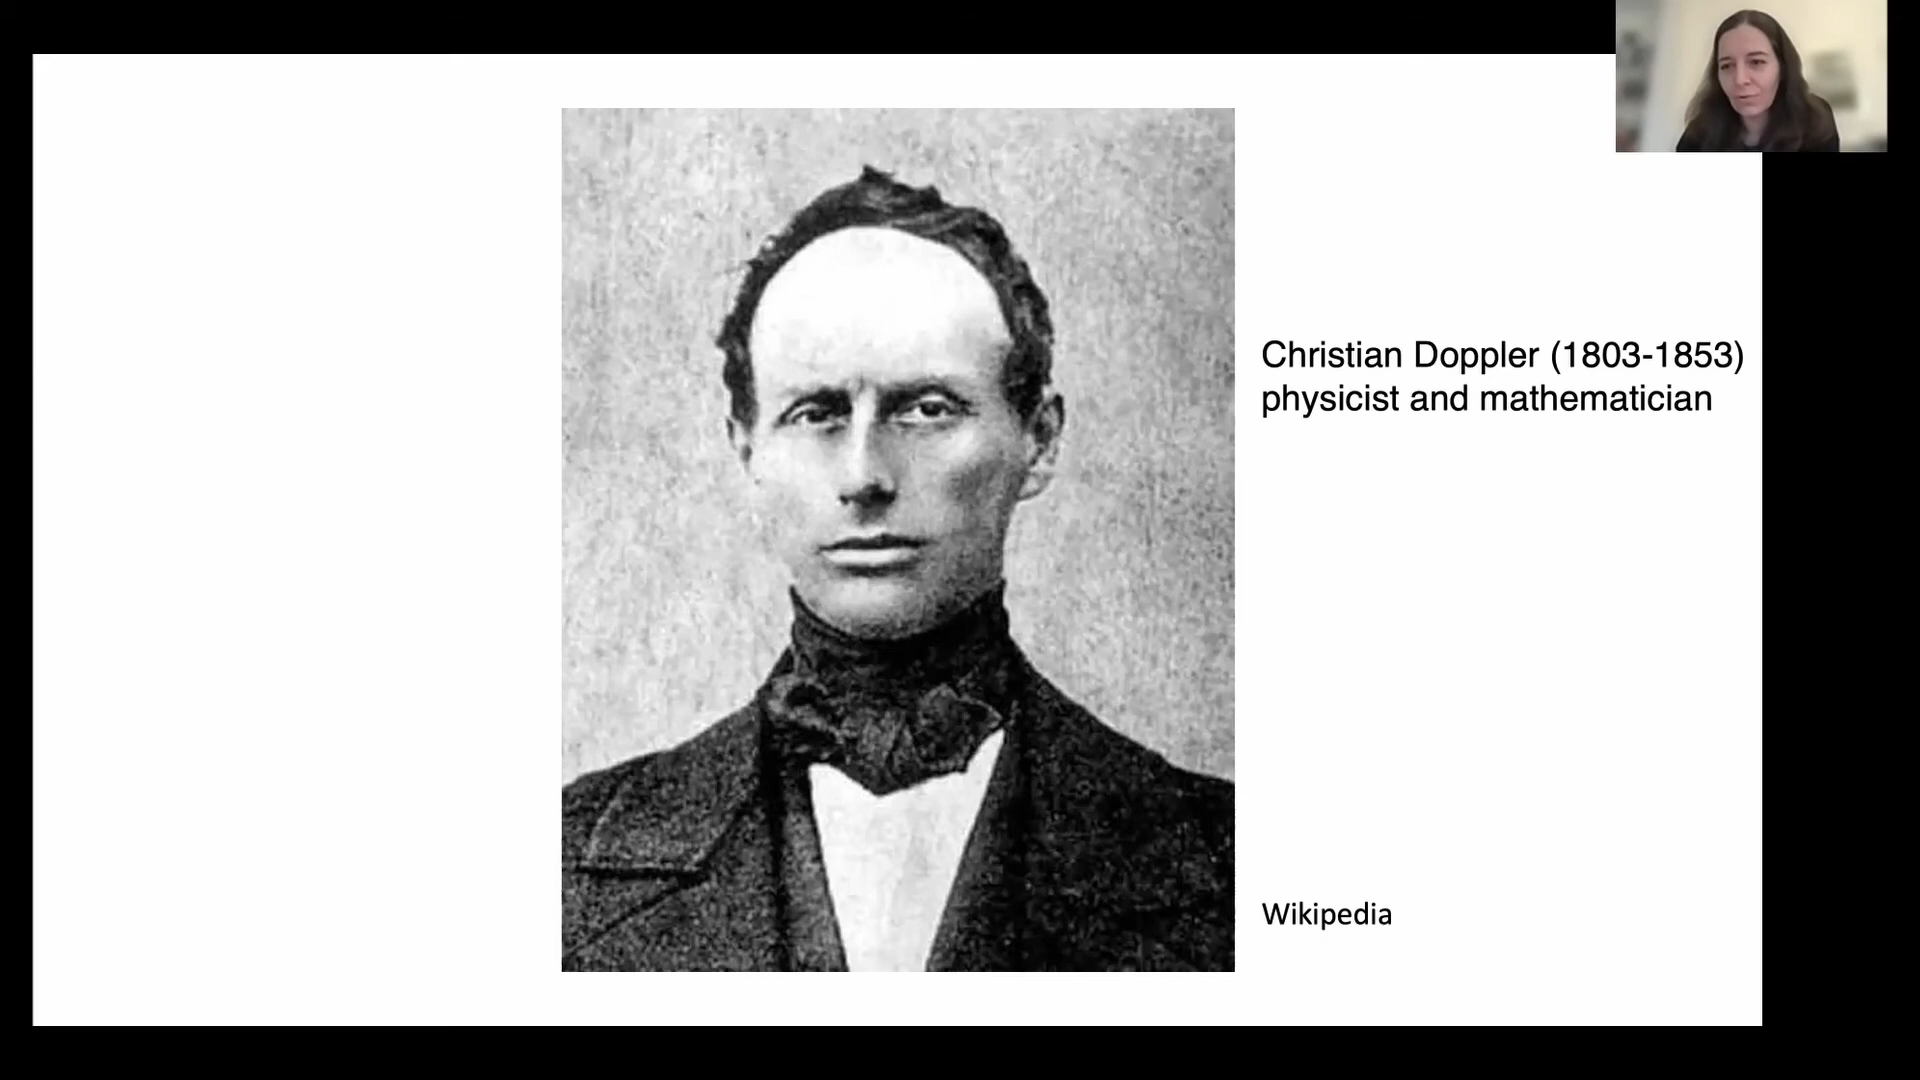 Christian Doppler (1803-1853)
physicist and mathematician
Wikipedia